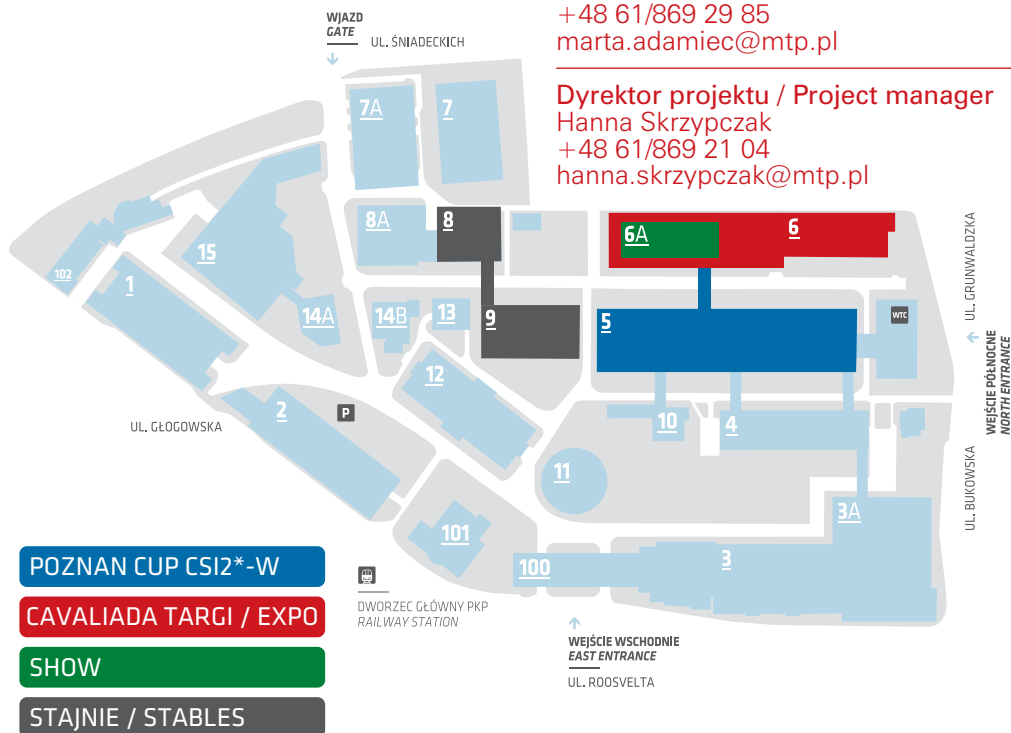 +48 61/869 29 85
marta.adamiec@mtp.pl
Dyrektor projektu / Project manager
Hanna Skrzypczak
+48 61/869 21 04
hanna.skrzypczak@mtp.pl
WJAZD
GATE
UL. ŚNIADECKICH
7A
7
8A
8
6A
6
15
102
1
14A
14B
13
9
5
WTC
UL. GRUNWALDZKA
WEJŚCIE PÓŁNOCNE
NORTH ENTRANCE
UL. BUKOWSKA
12
2
P
UL. GŁOGOWSKA
10
4
11
3A
101
100
3
DWORZEC GŁÓWNY PKP
RAILWAY STATION
WEJŚCIE WSCHODNIE
EAST ENTRANCE
UL. ROOSVELTA
POZNAN CUP CSI2*-W
CAVALIADA TARGI / EXPO
SHOW
STAJNIE / STABLES